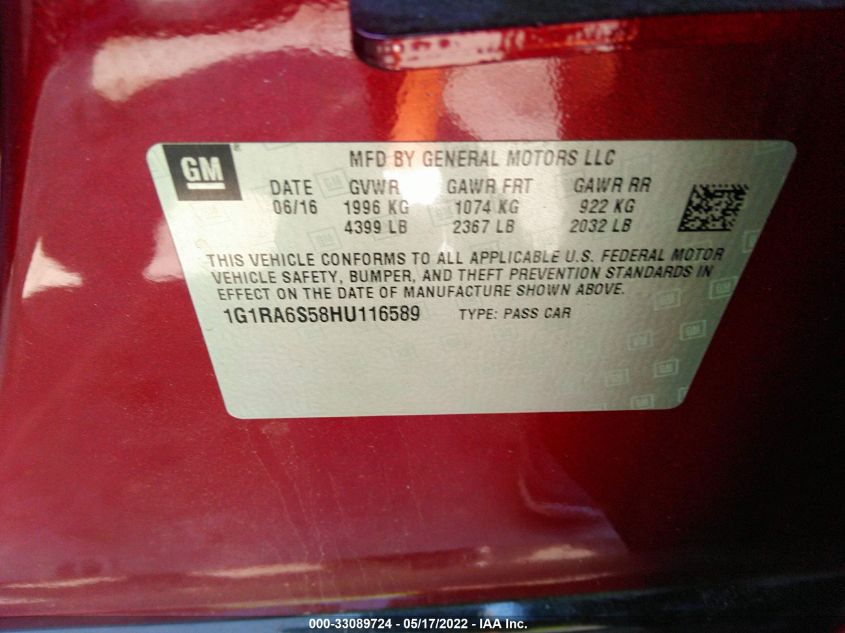 GM
MFD BY GENERAL MOTORS LLC
DATE GVWR GAWR FRT GAWR RR
06/16 1996 KG 1074 KG 922 KG
4399 LB 2367 LB 2032 LB
THIS VEHICLE CONFORMS TO ALL APPLICABLE U.S. FEDERAL MOTOR
VEHICLE SAFETY, BUMPER, AND THEFT PREVENTION STANDARDS IN
EFFECT ON THE DATE OF MANUFACTURE SHOWN ABOVE.
1G1RA6S58HU116589 TYPE: PASS CAR
000-33089724 - 05/17/2022 - IAA Inc.